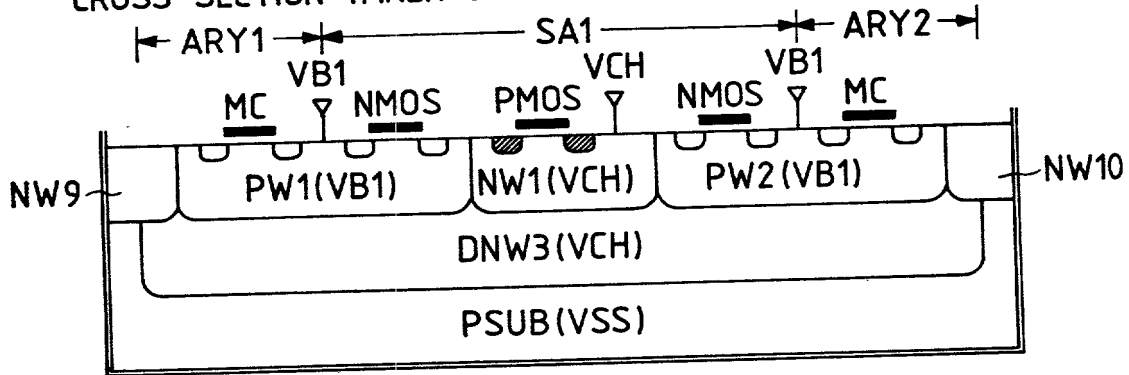 ARY1 SA1 ARY2
VB1 VCH VB1
MC NMOS PMOS NMOS MC
NW9 PW1(VB1) NW1(VCH) PW2(VB1) NW10
DNW3(VCH)
PSUB(VSS)